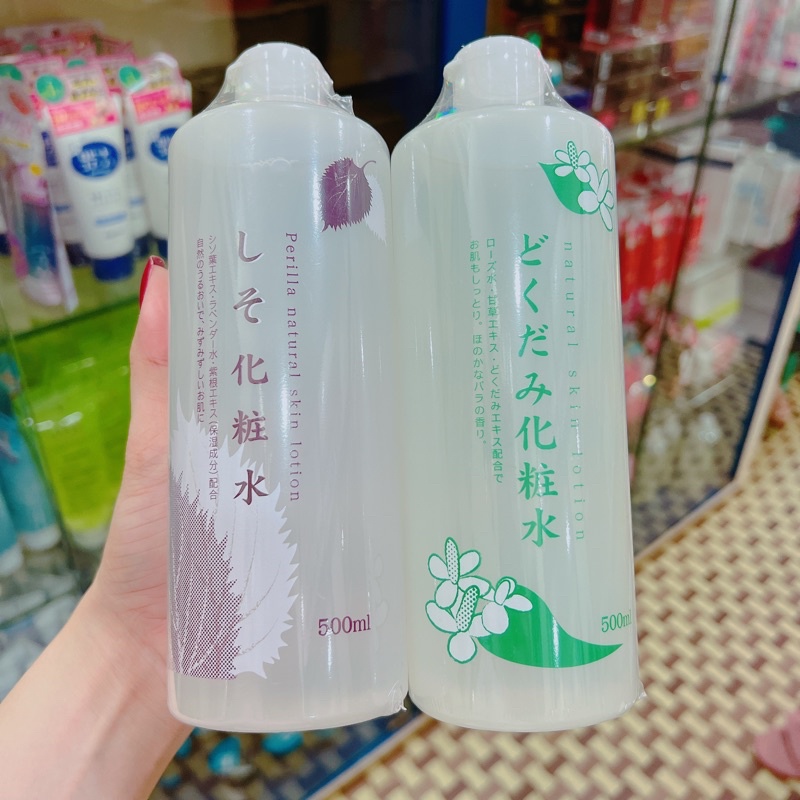 Perilla natural skin lotion
しそ化粧水
シソ葉エキス・ラベンダー水・紫根エキス(保湿成分)配合
自然のうるおいで、みずみずしいお肌に
500ml
natural skin lotion
どくだみ化粧水
ローズ水・甘草エキス・どくだみエキス配合で
お肌もしっとり。ほのかなバラの香り。
500ml